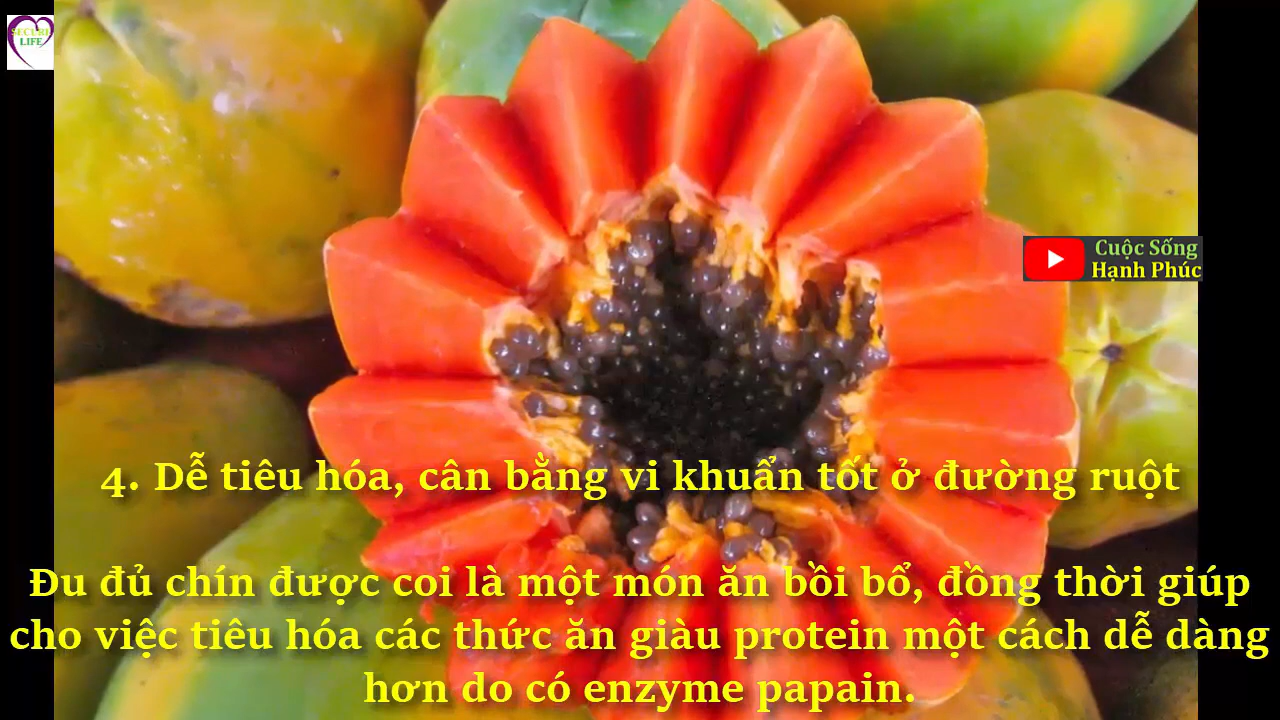 SECURE
LIFE
Cuộc Sống
Hạnh Phúc
4. Dễ tiêu hóa, cân bằng vi khuẩn tốt ở đường ruột
Đu đủ chín được coi là một món ăn bồi bổ, đồng thời giúp
cho việc tiêu hóa các thức ăn giàu protein một cách dễ dàng
hơn do có enzyme papain.